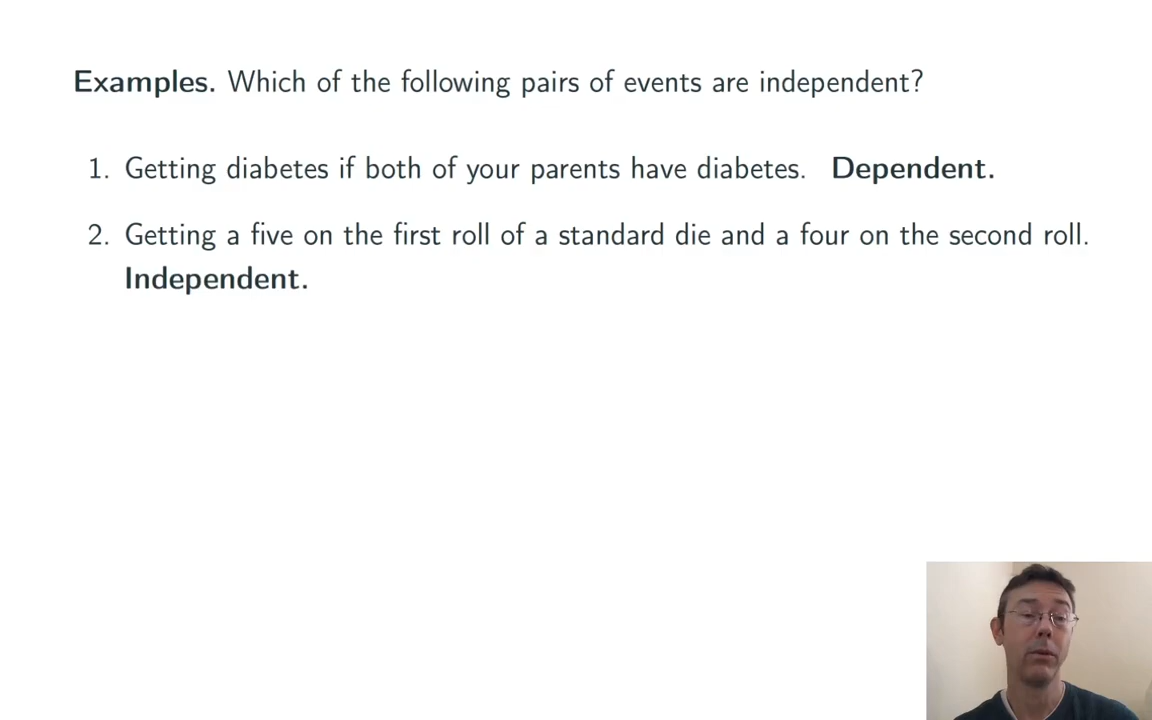 Examples. Which of the following pairs of events are independent?
1. Getting diabetes if both of your parents have diabetes. Dependent.
2. Getting a five on the first roll of a standard die and a four on the second roll.
Independent.